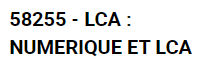 58255 - LCA :
NUMERIQUE ET LCA